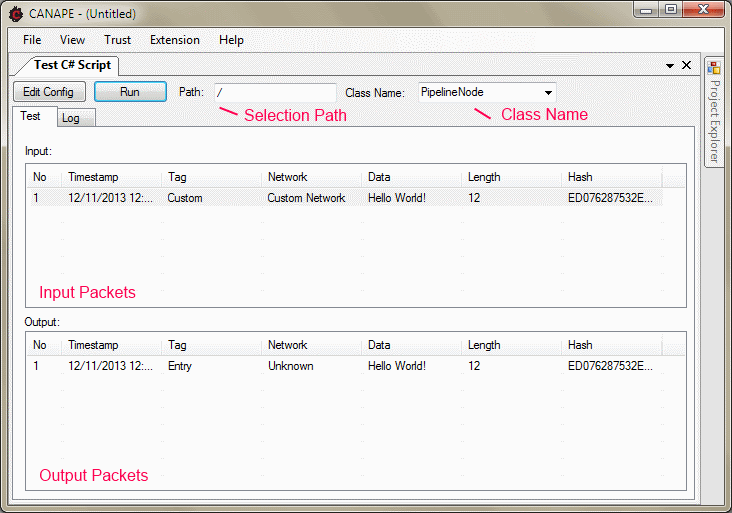 CANAPE - (Untitled)
File View Trust Extension Help
Test C# Script
Edit Config Run Path: / Class Name: PipelineNode
Selection Path Class Name
Test Log
Project Explorer
Input:
No Timestamp Tag Network Data Length Hash
1 12/11/2013 12:... Custom Custom Network Hello World! 12 ED076287532E...
Input Packets
Output:
No Timestamp Tag Network Data Length Hash
1 12/11/2013 12:... Entry Unknown Hello World! 12 ED076287532E...
Output Packets